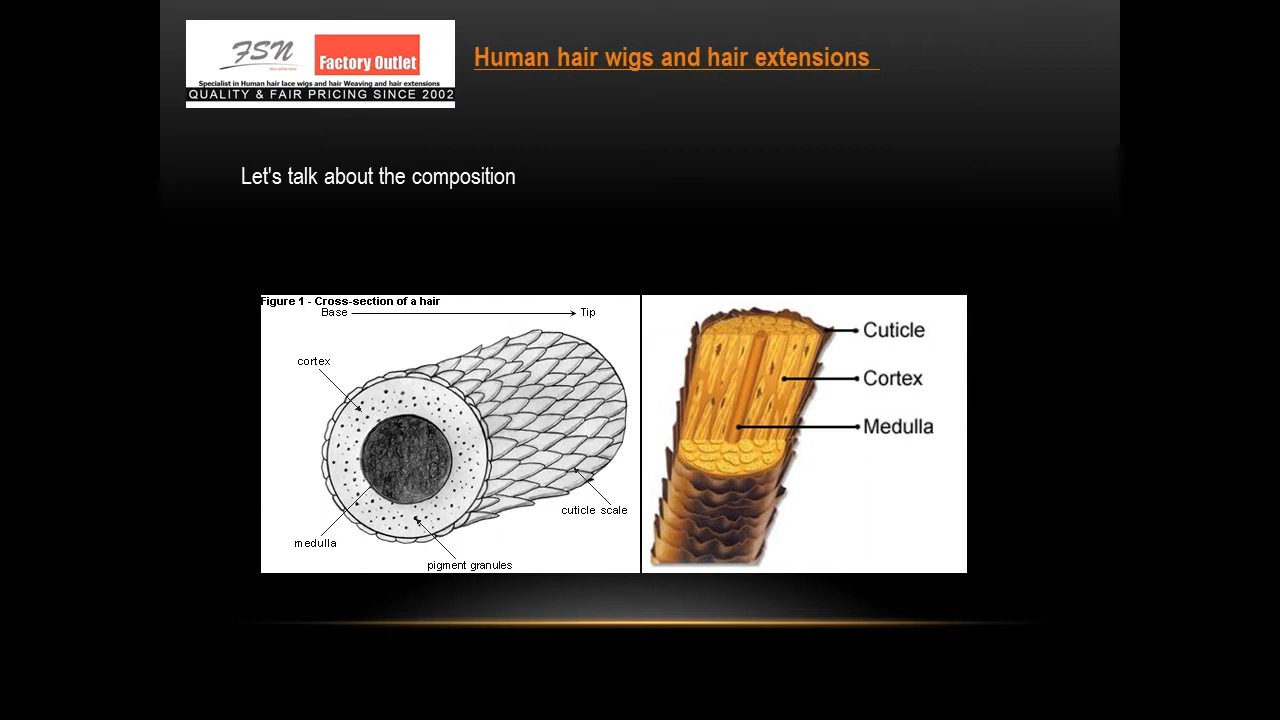 FSN
Factory Outlet
Specialist in Human hair lace wigs and hair Weaving and hair extensions
QUALITY & FAIR PRICING SINCE 2002
Human hair wigs and hair extensions
Let's talk about the composition
Figure 1 - Cross-section of a hair
Base
Tip
cortex
cuticle scale
medulla
pigment granules
Cuticle
Cortex
Medulla